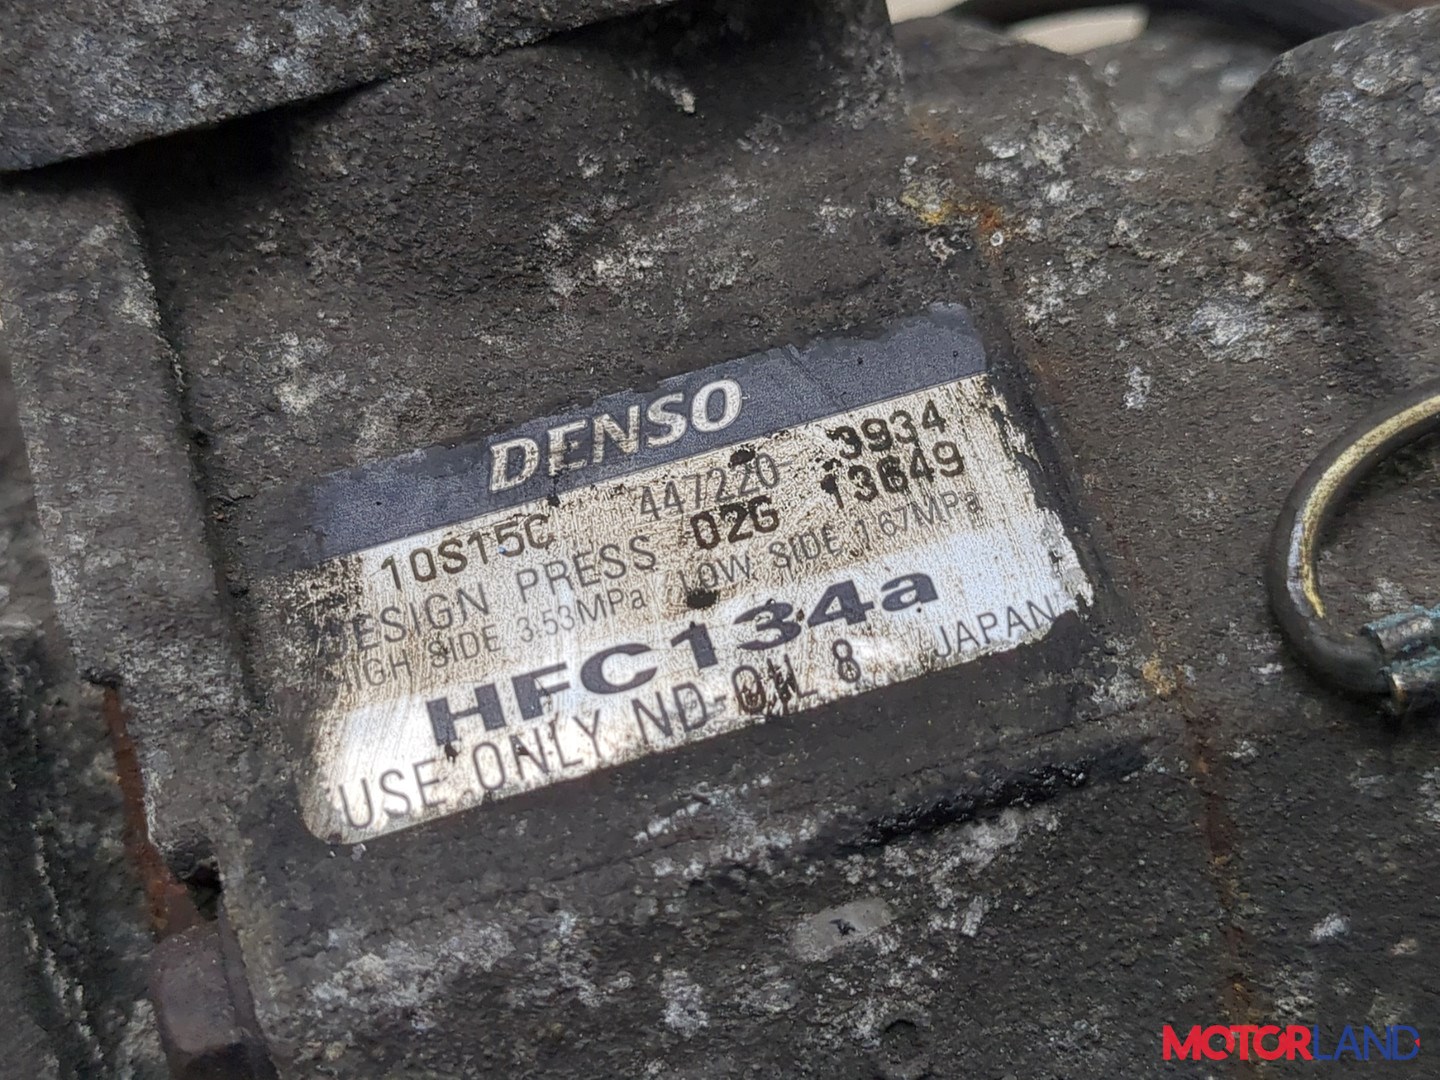 DENSO
10S15C 447220-3934
DESIGN PRESS 02G 13649
HIGH SIDE 3.53MPa LOW SIDE 1.67MPa
HFC134a
USE ONLY ND-OIL 8 JAPAN
MOTORLAND